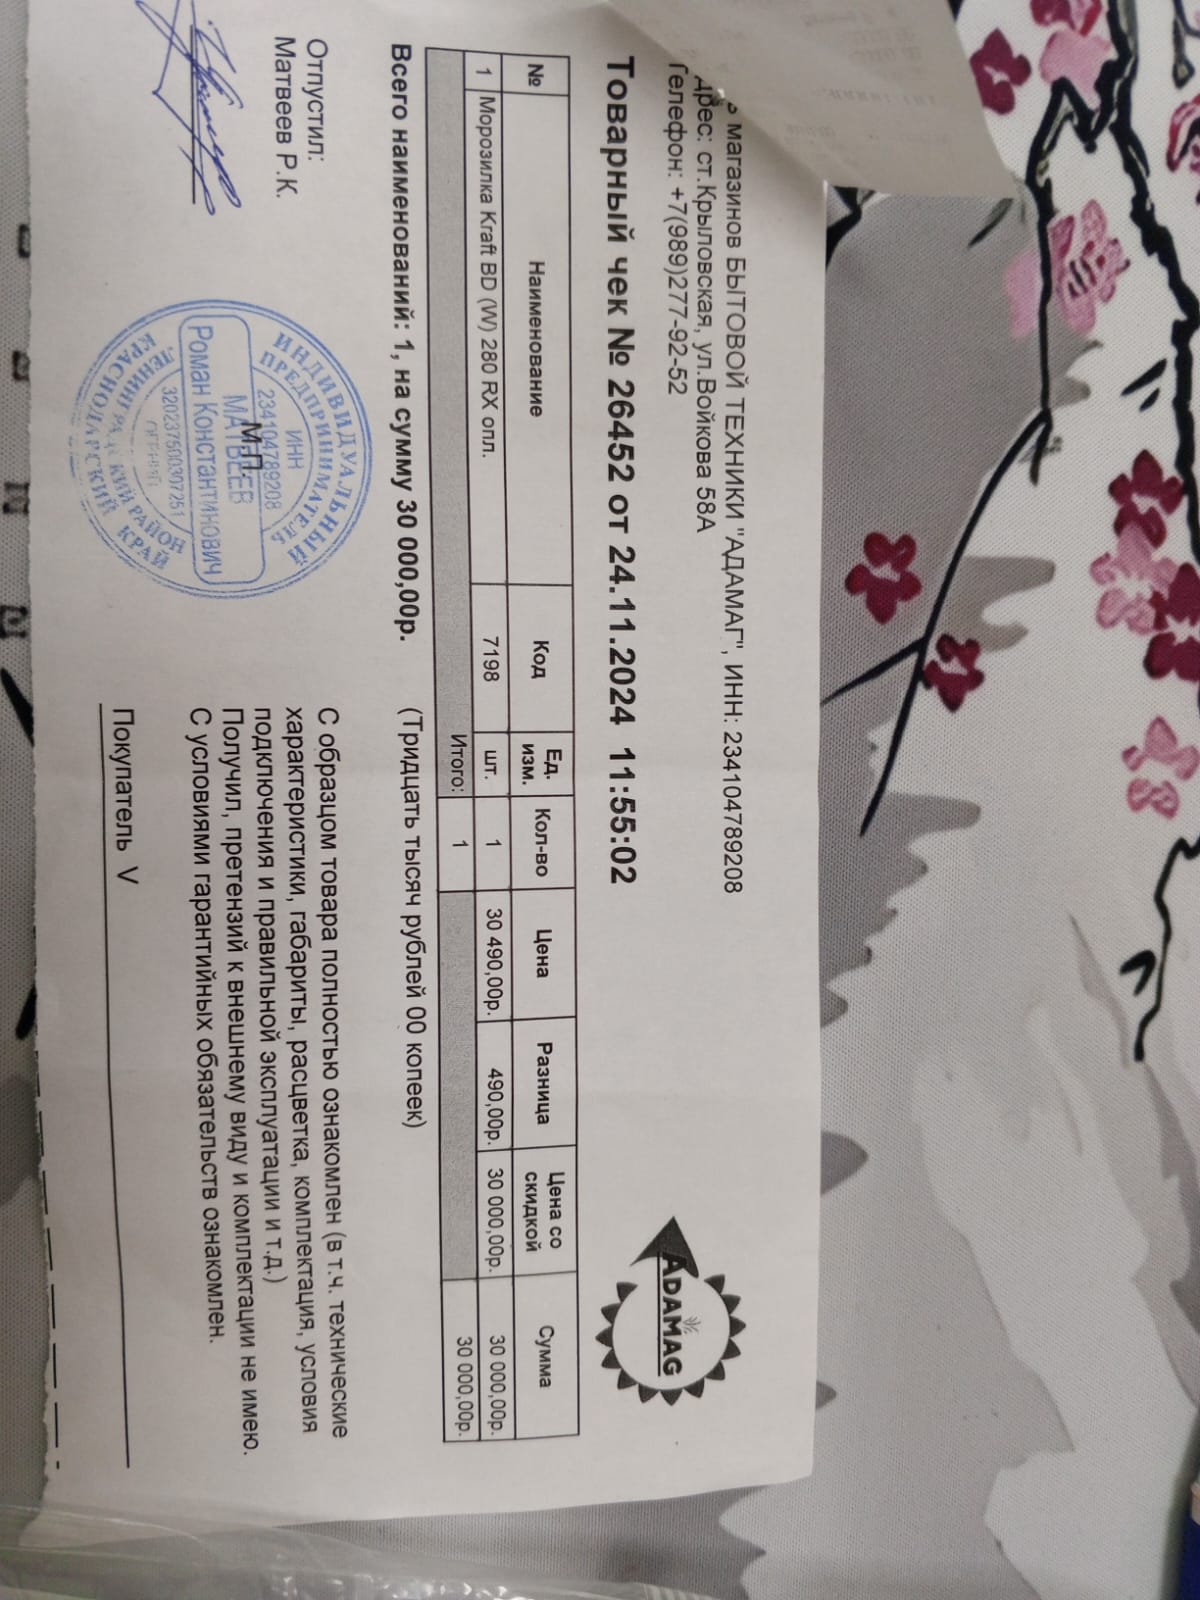 магазинов БЫТОВОЙ ТЕХНИКИ "АДАМАГ", ИНН: 234104789208
дрес: ст.Крыловская, ул.Войкова 58А
Телефон: +7(989)277-92-52
ADAMAG
Товарный чек № 26452 от 24.11.2024 11:55:02
№ Наименование Код Ед. изм. Кол-во Цена Разница Цена со скидкой Сумма
1 Морозилка Kraft BD (W) 280 RX опл. 7198 шт. 1 30 490,00р. 490,00р. 30 000,00р. 30 000,00р.
Итого: 1 30 000,00р.
Всего наименований: 1, на сумму 30 000,00р. (Тридцать тысяч рублей 00 копеек)
Отпустил:
Матвеев Р.К.
С образцом товара полностью ознакомлен (в т.ч. технические
характеристики, габариты, расцветка, комплектация, условия
подключения и правильной эксплуатации и т.д.)
Получил, претензий к внешнему виду и комплектации не имею.
С условиями гарантийных обязательств ознакомлен.
М.П.
ИНДИВИДУАЛЬНЫЙ
ПРЕДПРИНИМАТЕЛЬ
ИНН
234104789208
МАТВЕЕВ
Роман Константинович
320237500307251
ОГРНИП
ЛЕНИНГРАДСКИЙ РАЙОН
КРАСНОДАРСКИЙ КРАЙ
Покупатель V